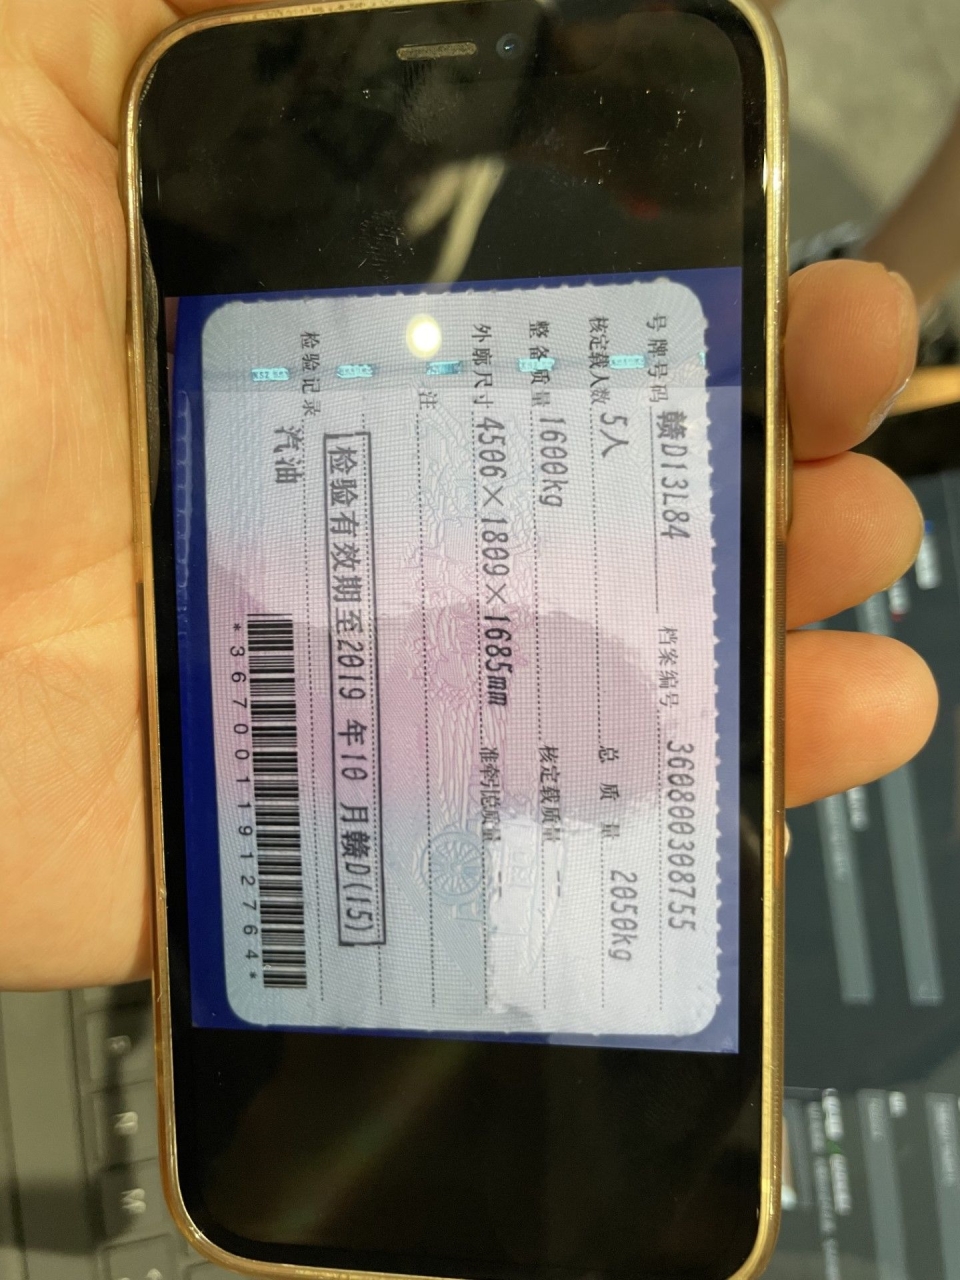 号牌号码 赣D13L84 档案编号 360800308755
核定载人数 5人 总质量 2050kg
整备质量 1600kg 核定载质量 --
外廓尺寸 4506×1809×1685mm 准牵引总质量 --
注
检验有效期至2019年10月赣D(15)
检验记录
汽油
*3670011912764*